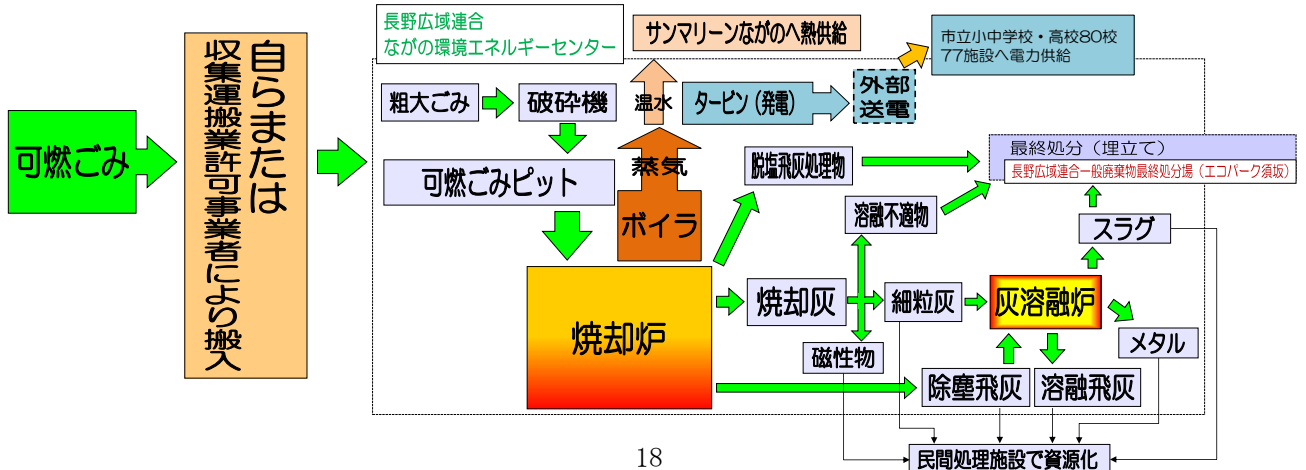 長野広域連合
ながの環境エネルギーセンター
サンマリーンながのへ熱供給
市立小中学校・高校80校
77施設へ電力供給
可燃ごみ
自らまたは
収集運搬業許可事業者により搬入
粗大ごみ
破砕機
温水
タービン(発電)
外部
送電
可燃ごみピット
蒸気
ボイラ
脱塩飛灰処理物
最終処分(埋立て)
長野広域連合一般廃棄物最終処分場(エコパーク須坂)
溶融不適物
スラグ
焼却炉
焼却灰
細粒灰
灰溶融炉
磁性物
メタル
除塵飛灰
溶融飛灰
民間処理施設で資源化
18